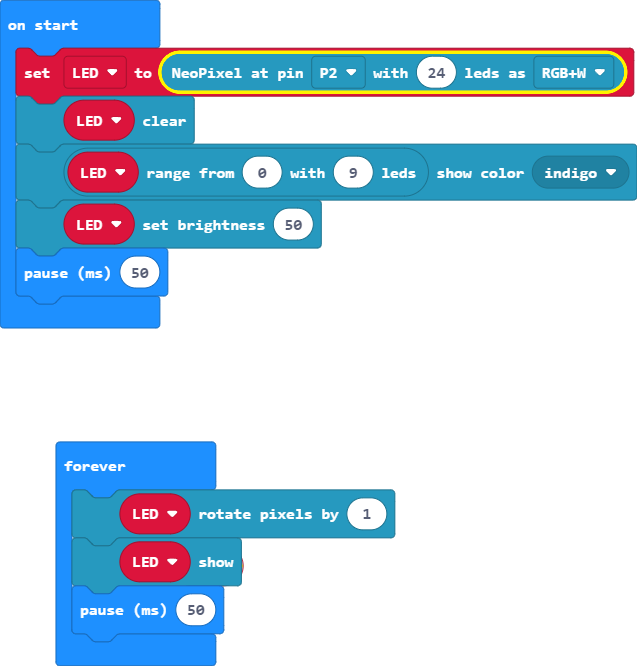 on start
set LED to NeoPixel at pin P2 with 24 leds as RGB+W
LED clear
LED range from 0 with 9 leds show color indigo
LED set brightness 50
pause (ms) 50
forever
LED rotate pixels by 1
LED show
pause (ms) 50